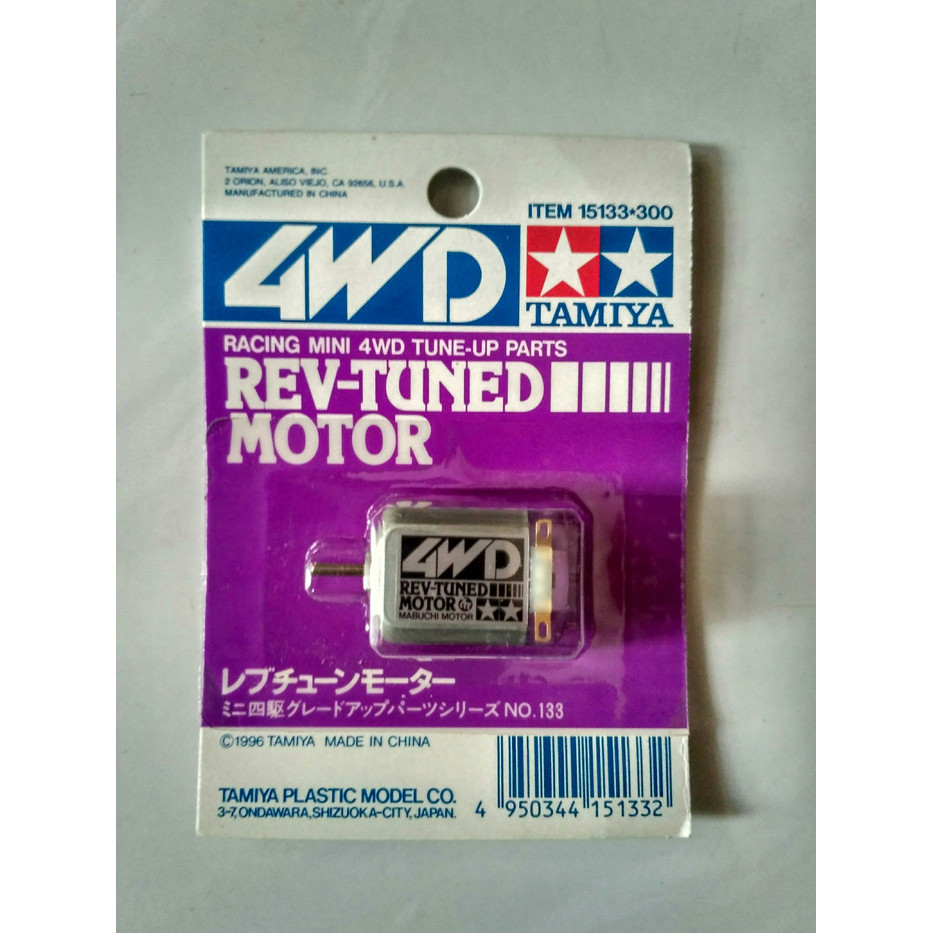 TAMIYA AMERICA, INC.
2 ORION, ALISO VIEJO, CA 92656, U.S.A
MANUFACTURED IN CHINA
ITEM 15133★300
4WD
TAMIYA
RACING MINI 4WD TUNE-UP PARTS
REV-TUNED
MOTOR
4WD
REV-TUNED
MOTOR
MABUCHI MOTOR
レブチューンモーター
ミニ四駆グレードアップパーツシリーズ NO.133
©1996 TAMIYA MADE IN CHINA
TAMIYA PLASTIC MODEL CO.
3-7, ONDAWARA, SHIZUOKA-CITY, JAPAN.
4 950344 151332